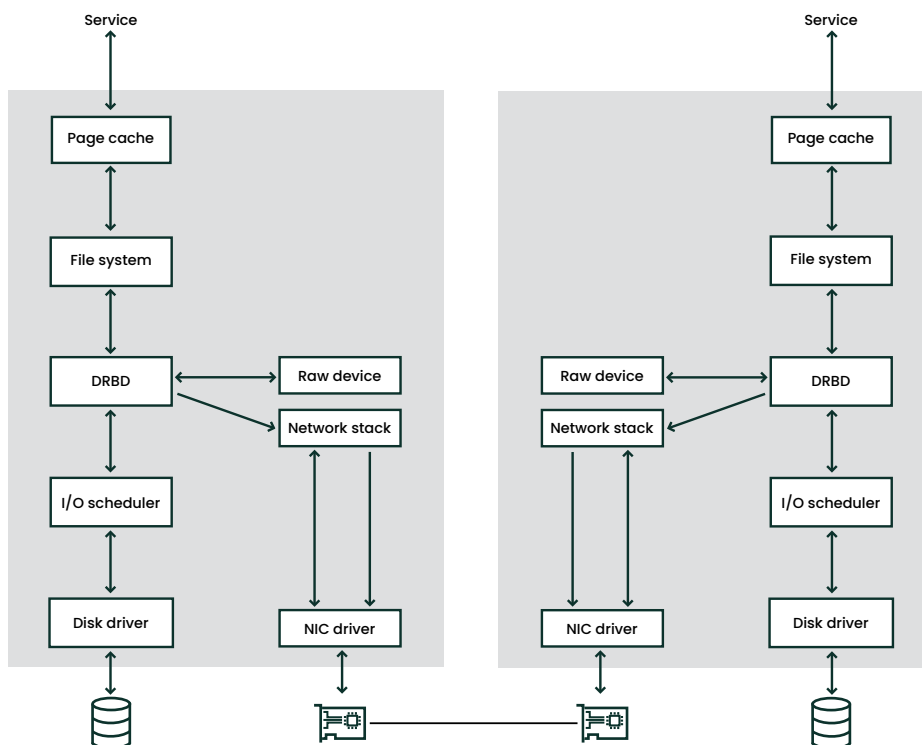 Service
Service
Page cache
Page cache
File system
File system
DRBD
Raw device
Raw device
DRBD
Network stack
Network stack
I/O scheduler
I/O scheduler
Disk driver
NIC driver
NIC driver
Disk driver